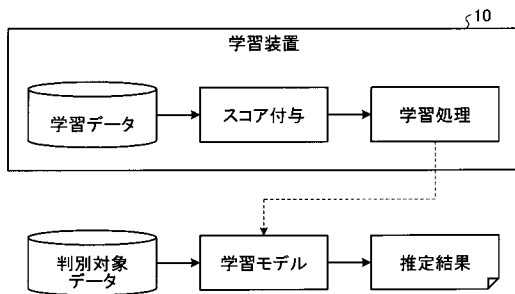 10
学習装置
学習データ
スコア付与
学習処理
判別対象
データ
学習モデル
推定結果